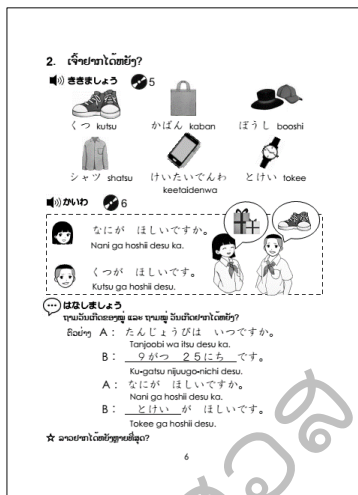 2. ເຈົ້າຢາກໄດ້ຫຍັງ?
ききましょう 5
くつ kutsu かばん kaban ぼうし booshi
シャツ shatsu けいたいでんわ keetaidenwa とけい tokee
かいわ 6
なにが ほしいですか。
Nani ga hoshii desu ka.
くつが ほしいです。
Kutsu ga hoshii desu.
はなしましょう
ຖາມວັນເກີດຂອງໝູ່ ແລະ ຖາມໝູ່ ວັນເກີດຢາກໄດ້ຫຍັງ?
ຕົວຢ່າງ A: たんじょうびは いつですか。
Tanjoobi wa itsu desu ka.
B: 9がつ 25にち です。
Ku-gatsu nijuugo-nichi desu.
A: なにが ほしいですか。
Nani ga hoshii desu ka.
B: とけい が ほしいです。
Tokee ga hoshii desu.
☆ ລາວຢາກໄດ້ຫຍັງຫຼາຍທີ່ສຸດ?
6